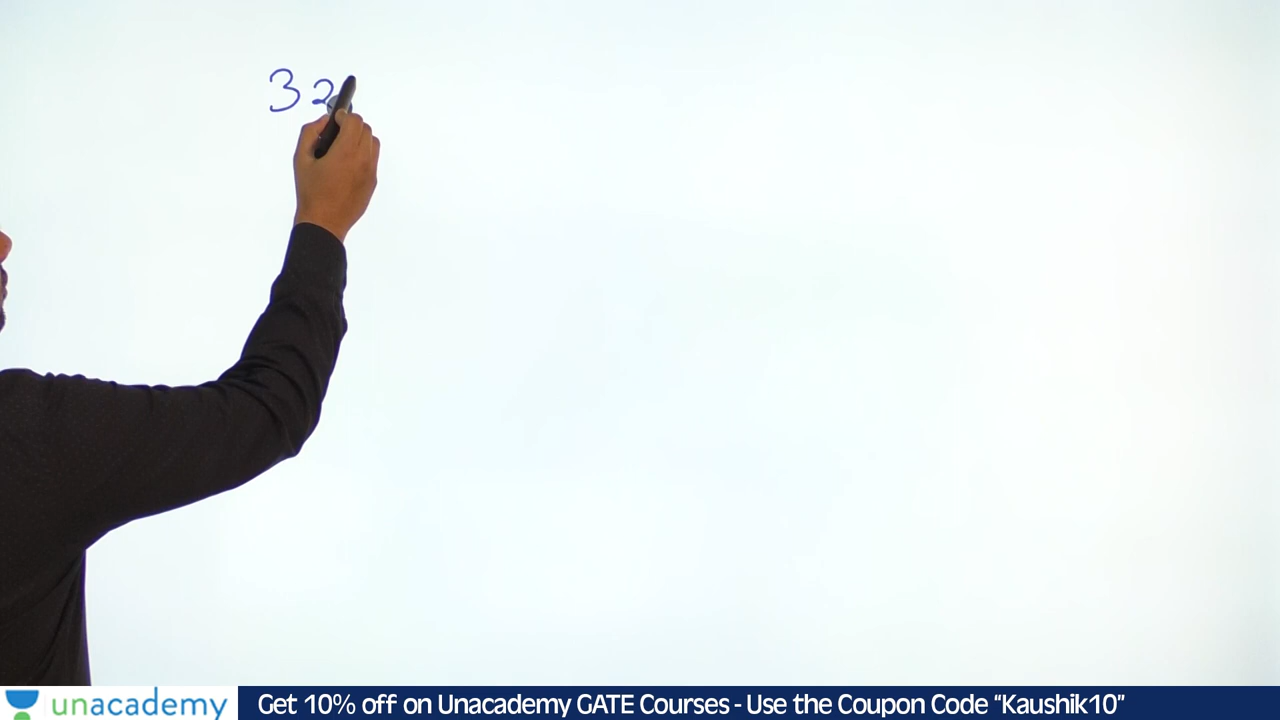 32
unacademy
Get 10% off on Unacademy GATE Courses - Use the Coupon Code “Kaushik10”